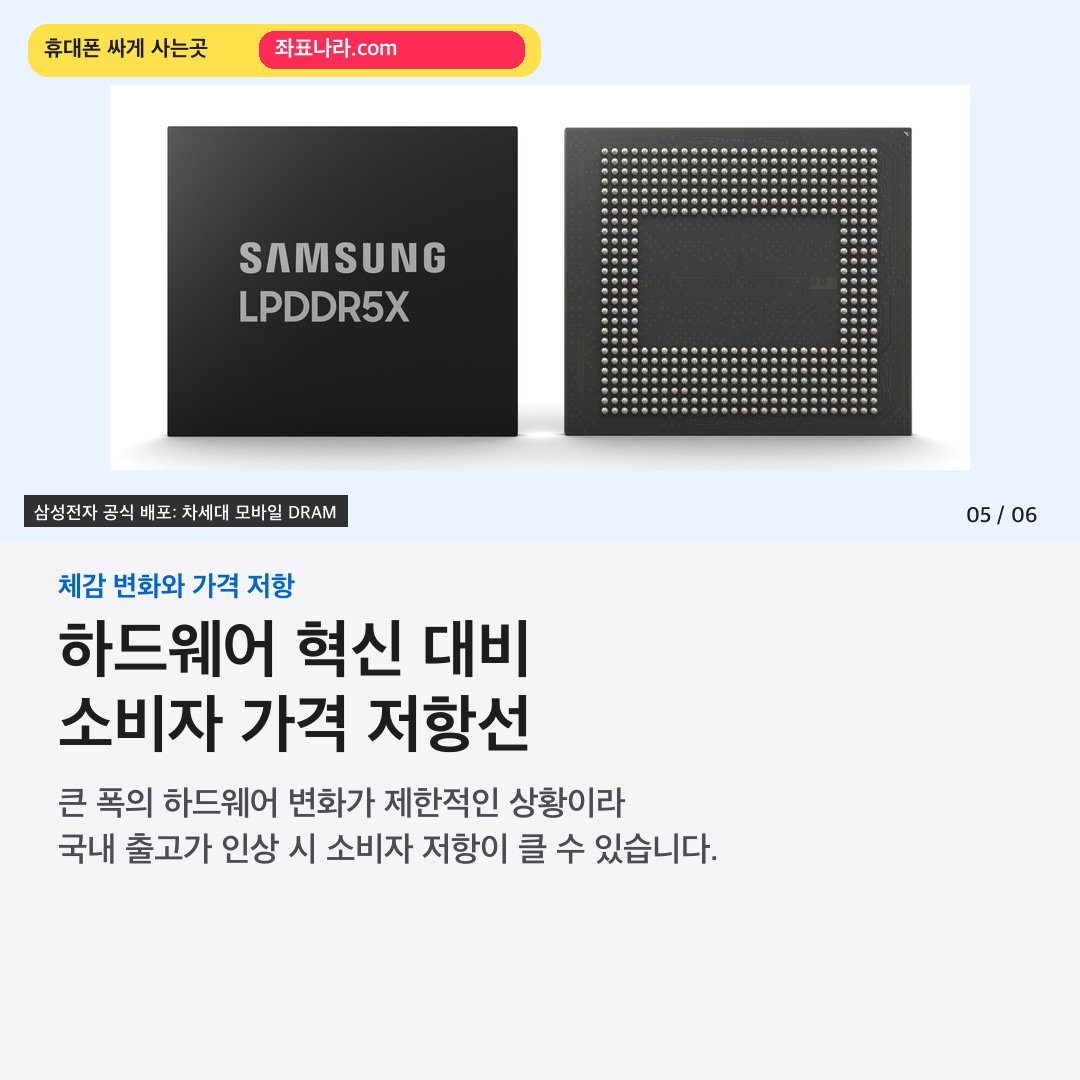 휴대폰 싸게 사는곳 좌표나라.com
SAMSUNG
LPDDR5X
삼성전자 공식 배포: 차세대 모바일 DRAM
05 / 06
체감 변화와 가격 저항
하드웨어 혁신 대비
소비자 가격 저항선
큰 폭의 하드웨어 변화가 제한적인 상황이라
국내 출고가 인상 시 소비자 저항이 클 수 있습니다.